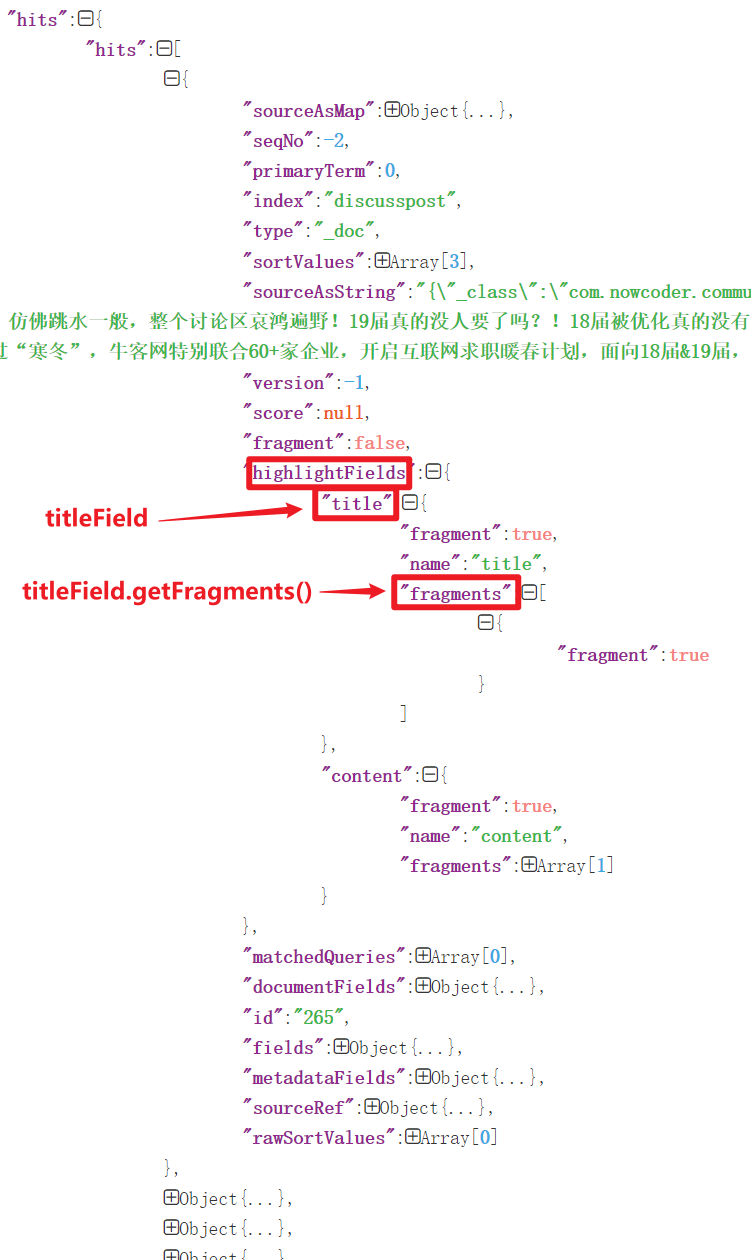 "hits":{
"hits":[
{
"sourceAsMap":Object{...},
"seqNo":-2,
"primaryTerm":0,
"index":"discusspost",
"type":"_doc",
"sortValues":Array[3],
"sourceAsString":"{\"_class\":\"com.nowcoder.commu
仿佛跳水一般，整个讨论区哀鸿遍野！19届真的没人要了吗？！18届被优化真的没有
过“寒冬”，牛客网特别联合60+家企业，开启互联网求职暖春计划，面向18届&19届，
"version":-1,
"score":null,
"fragment":false,
"highlightFields":{
titleField "title":{
"fragment":true,
"name":"title",
titleField.getFragments() "fragments":[
{
"fragment":true
}
]
},
"content":{
"fragment":true,
"name":"content",
"fragments":Array[1]
}
},
"matchedQueries":Array[0],
"documentFields":Object{...},
"id":"265",
"fields":Object{...},
"metadataFields":Object{...},
"sourceRef":Object{...},
"rawSortValues":Array[0]
},
Object{...},
Object{...},
Object{...},